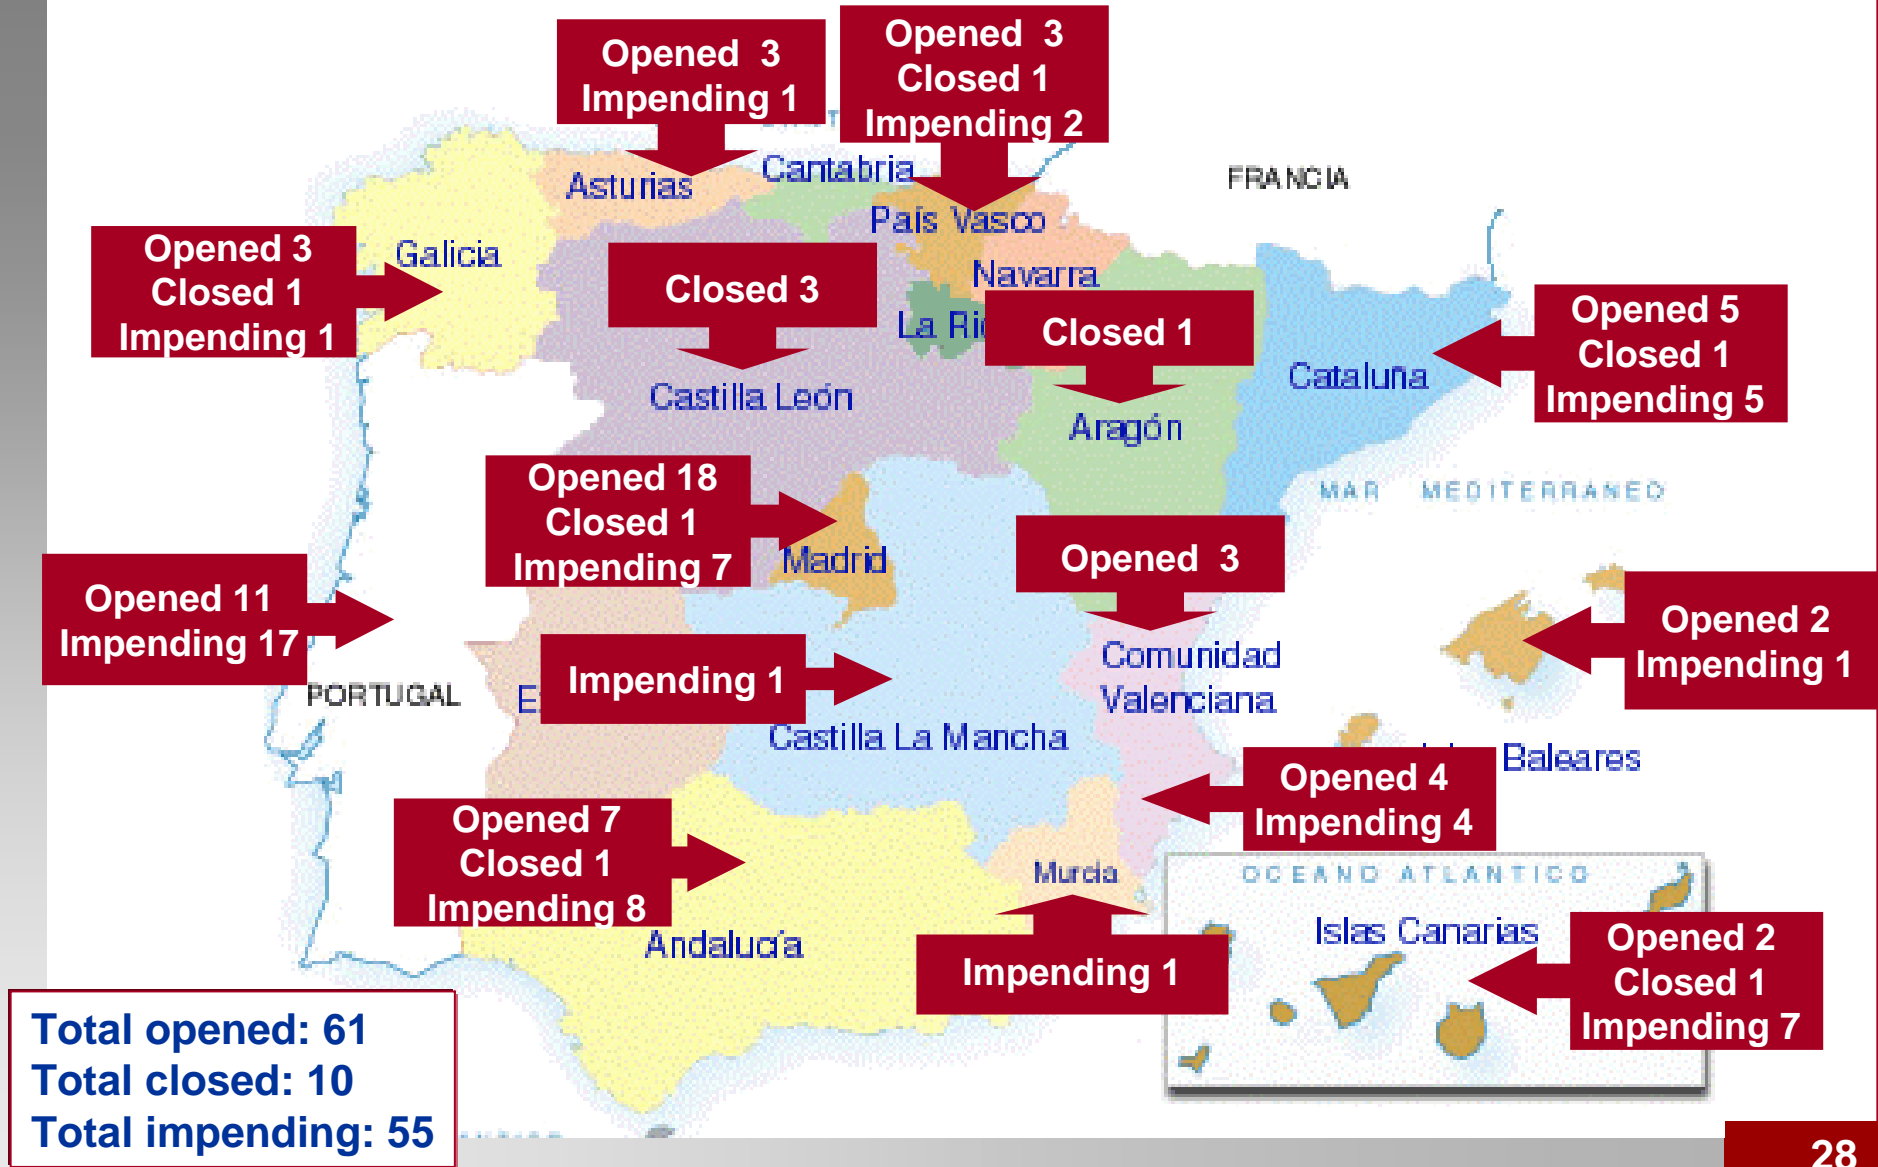 Opened  3
Impending 1
Opened  3
Closed 1
Impending 2
FRANCIA
Cantabria
Asturias
País Vasco
Galicia
Navarra
Opened 3
Closed 1
Impending 1
Closed 3
La
Closed 1
Opened 5
Closed 1
Impending 5
Cataluña
Castilla León
Aragón
MAR MEDITERRANEO
Opened 18
Closed 1
Impending 7
Madrid
Opened  3
Opened 11
Impending 17
Opened 2
Impending 1
Comunidad
Valenciana
Impending 1
PORTUGAL
Castilla La Mancha
Baleares
Opened 4
Impending 4
Opened 7
Closed 1
Impending 8
Murcia
OCEANO ATLANTICO
Islas Canarias
Andalucía
Impending 1
Opened 2
Closed 1
Impending 7
Total opened: 61
Total closed: 10
Total impending: 55
28